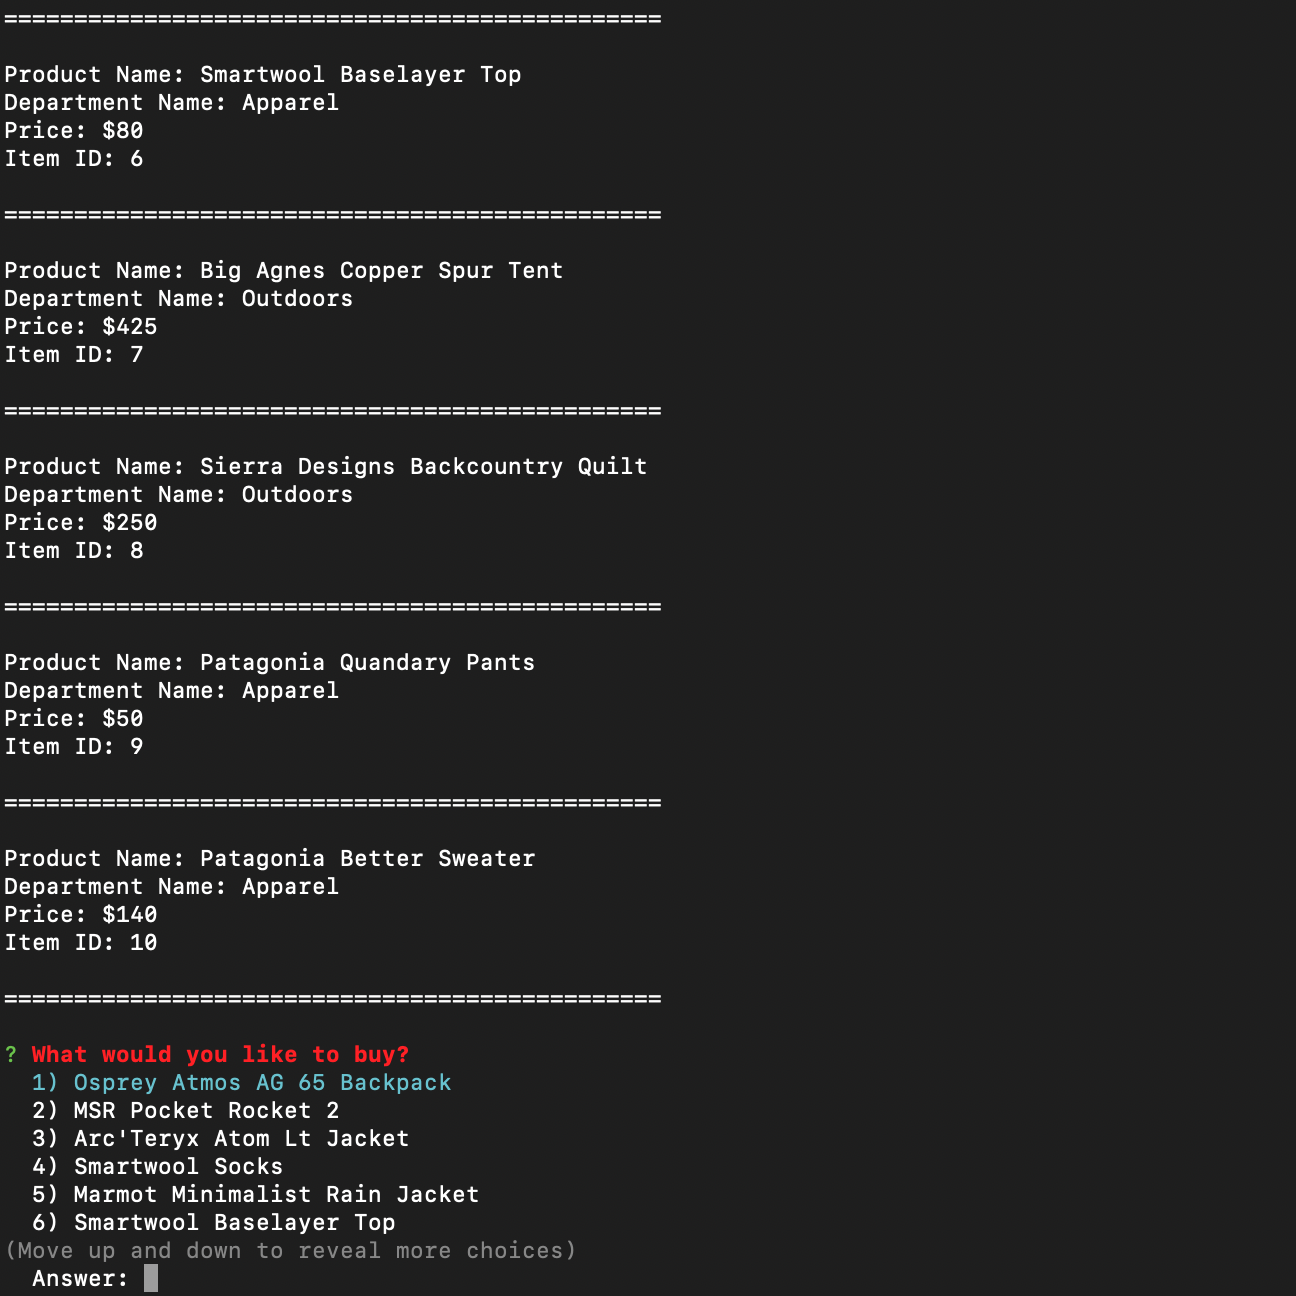 ===============================================
Product Name: Smartwool Baselayer Top
Department Name: Apparel
Price: $80
Item ID: 6
===============================================
Product Name: Big Agnes Copper Spur Tent
Department Name: Outdoors
Price: $425
Item ID: 7
===============================================
Product Name: Sierra Designs Backcountry Quilt
Department Name: Outdoors
Price: $250
Item ID: 8
===============================================
Product Name: Patagonia Quandary Pants
Department Name: Apparel
Price: $50
Item ID: 9
===============================================
Product Name: Patagonia Better Sweater
Department Name: Apparel
Price: $140
Item ID: 10
===============================================
? What would you like to buy?
1) Osprey Atmos AG 65 Backpack
2) MSR Pocket Rocket 2
3) Arc'Teryx Atom Lt Jacket
4) Smartwool Socks
5) Marmot Minimalist Rain Jacket
6) Smartwool Baselayer Top
(Move up and down to reveal more choices)
Answer: